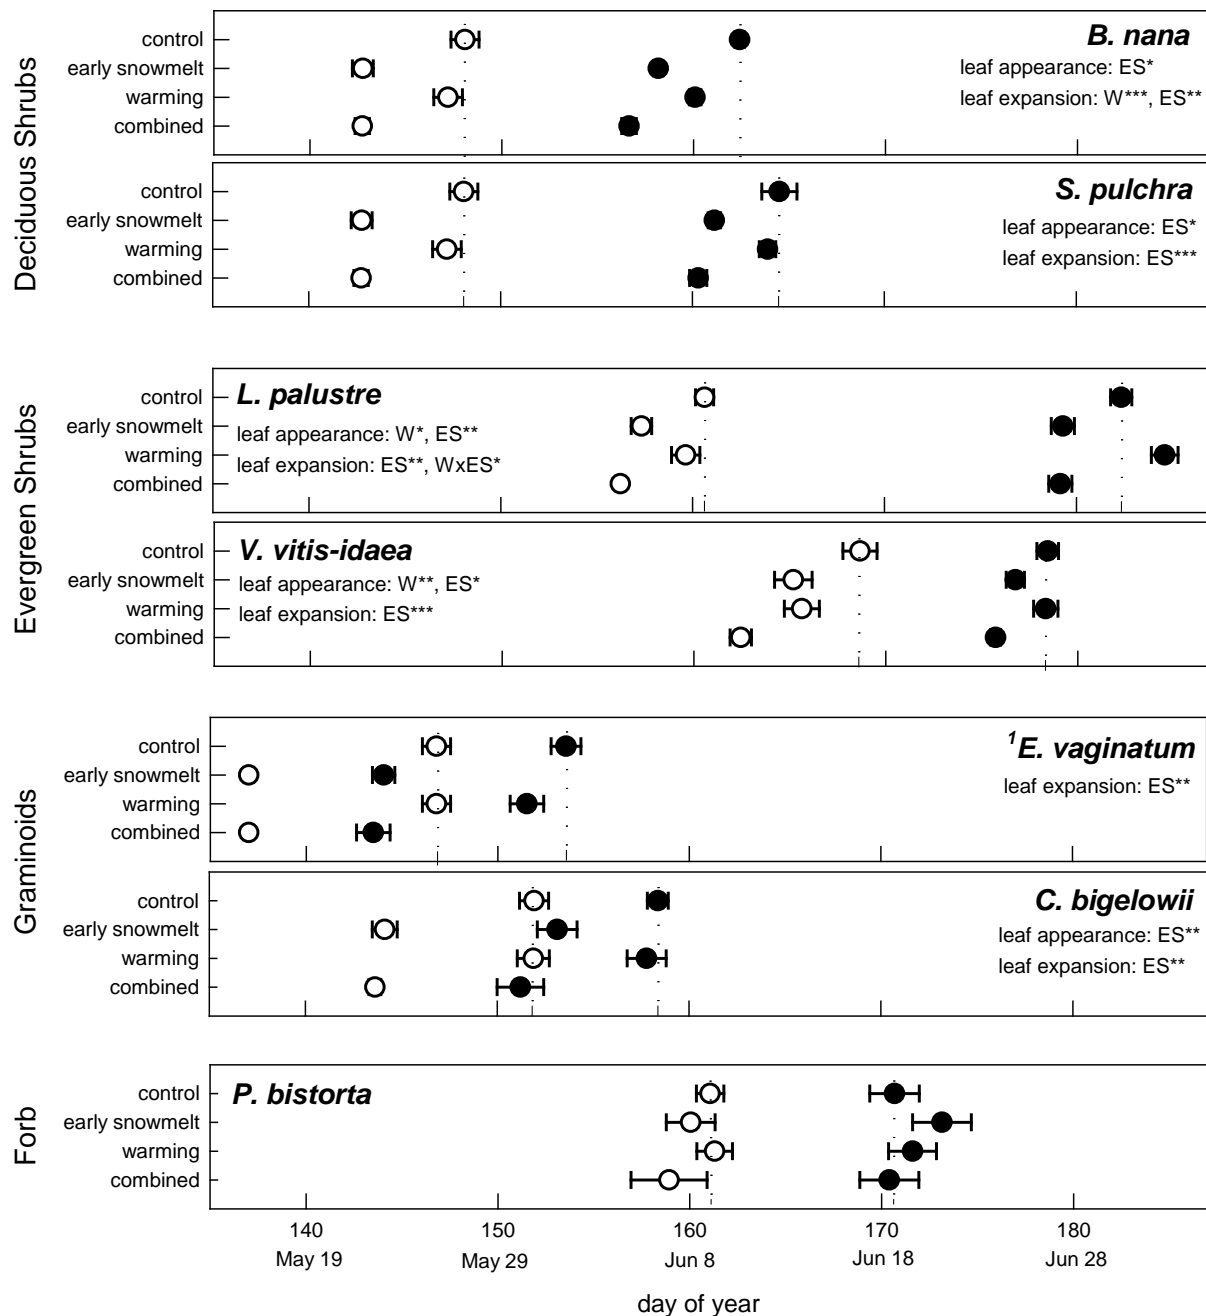 Deciduous Shrubs
control
early snowmelt
warming
combined
B. nana
leaf appearance: ES*
leaf expansion: W***, ES**
control
early snowmelt
warming
combined
S. pulchra
leaf appearance: ES*
leaf expansion: ES***
Evergreen Shrubs
control
early snowmelt
warming
combined
L. palustre
leaf appearance: W*, ES**
leaf expansion: ES**, WxES*
control
early snowmelt
warming
combined
V. vitis-idaea
leaf appearance: W**, ES*
leaf expansion: ES***
Graminoids
control
early snowmelt
warming
combined
¹E. vaginatum
leaf expansion: ES**
control
early snowmelt
warming
combined
C. bigelowii
leaf appearance: ES**
leaf expansion: ES**
Forb
control
early snowmelt
warming
combined
P. bistorta
140 150 160 170 180
May 19 May 29 Jun 8 Jun 18 Jun 28
day of year